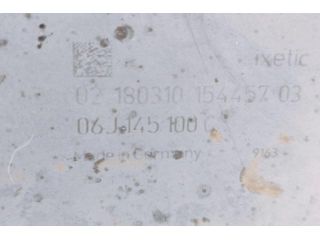 ixetic
02 180310 154457 03
06J 145 100 C
Made in Germany 9163